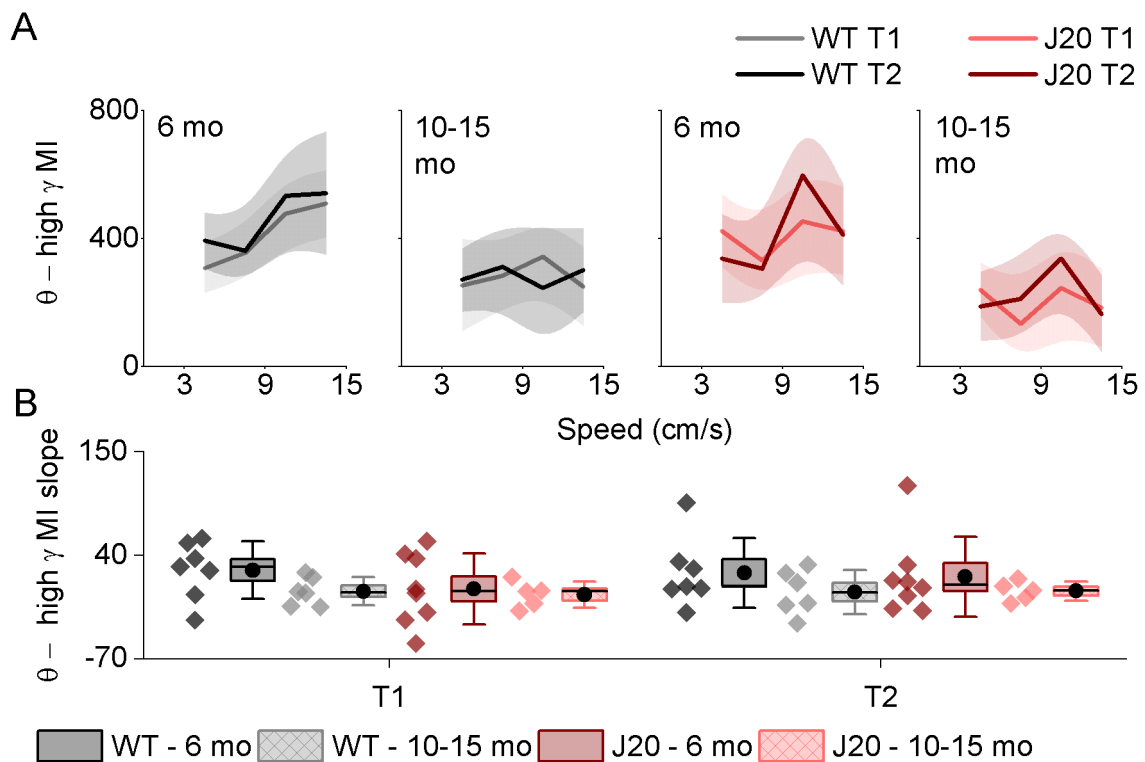 A
WT T1
J20 T1
WT T2
J20 T2
θ – high γ MI
800
400
0
6 mo
10-15
mo
6 mo
10-15
mo
3 9 15
3 9 15
3 9 15
3 9 15
Speed (cm/s)
B
θ – high γ MI slope
150
40
-70
T1
T2
WT - 6 mo
WT - 10-15 mo
J20 - 6 mo
J20 - 10-15 mo